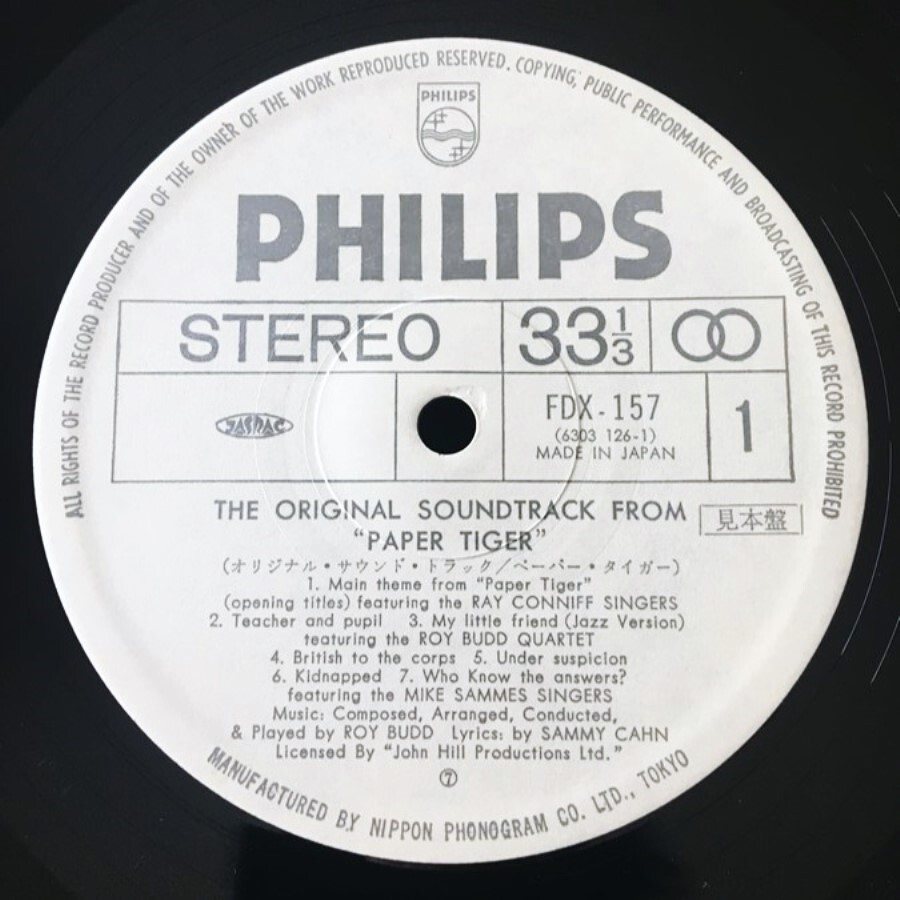 ALL RIGHTS OF THE RECORD PRODUCER AND OF THE OWNER OF THE WORK REPRODUCED RESERVED. COPYING, PUBLIC PERFORMANCE AND BROADCASTING OF THIS RECORD PROHIBITED
PHILIPS
PHILIPS
STEREO 33 1/3
JASRAC FDX-157 1
(6303 126-1)
MADE IN JAPAN
THE ORIGINAL SOUNDTRACK FROM 見本盤
“PAPER TIGER”
(オリジナル・サウンド・トラック/ペーパー・タイガー)
1. Main theme from “Paper Tiger”
(opening titles) featuring the RAY CONNIFF SINGERS
2. Teacher and pupil 3. My little friend (Jazz Version)
teaturing the ROY BUDD QUARTET
4. British to the corps 5. Under suspicion
6. Kidnapped 7. Who Know the answers?
featuring the MIKE SAMMES SINGERS
Music: Composed, Arranged, Conducted,
& Played by ROY BUDD Lyrics: by SAMMY CAHN
Licensed By “John Hill Productions Ltd.”
⑦
MANUFACTURED BY NIPPON PHONOGRAM CO. LTD., TOKYO